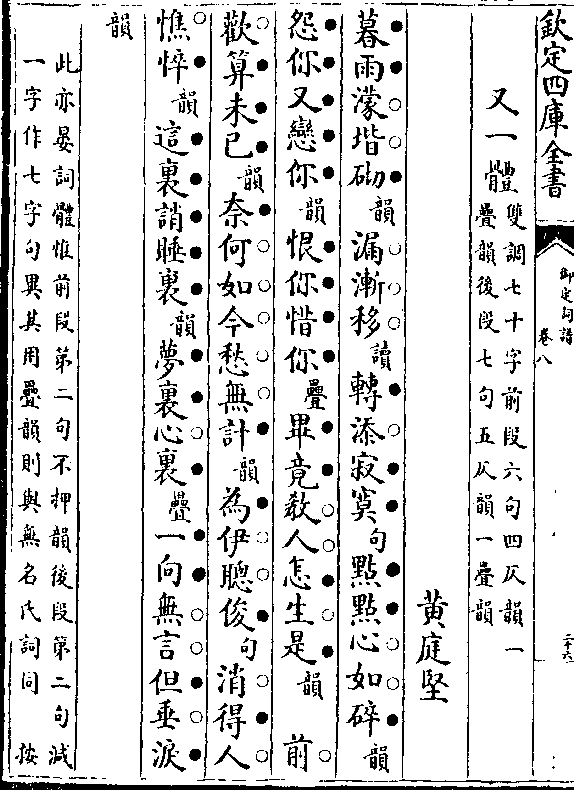 欽定四庫全書
御定詞譜
卷八
二十六
又一體雙調七十字前段六句四仄韻一
疊韻後段七句五仄韻一疊韻
黃庭堅
暮雨濛堦砌韻漏漸移讀轉添寂寞句點點心如碎韻
怨你又戀你韻恨你惜你疊畢竟教人怎生是韻 前
歡算未已韻奈何如今愁無計韻為伊聰俊句消得人
憔悴韻這裏誚睡裏韻夢裏心裏疊一向無言但垂淚
韻
此亦晏詞體惟前段第二句不押韻後段第二句減
一字作七字句異其用疊韻則與無名氏詞同 按